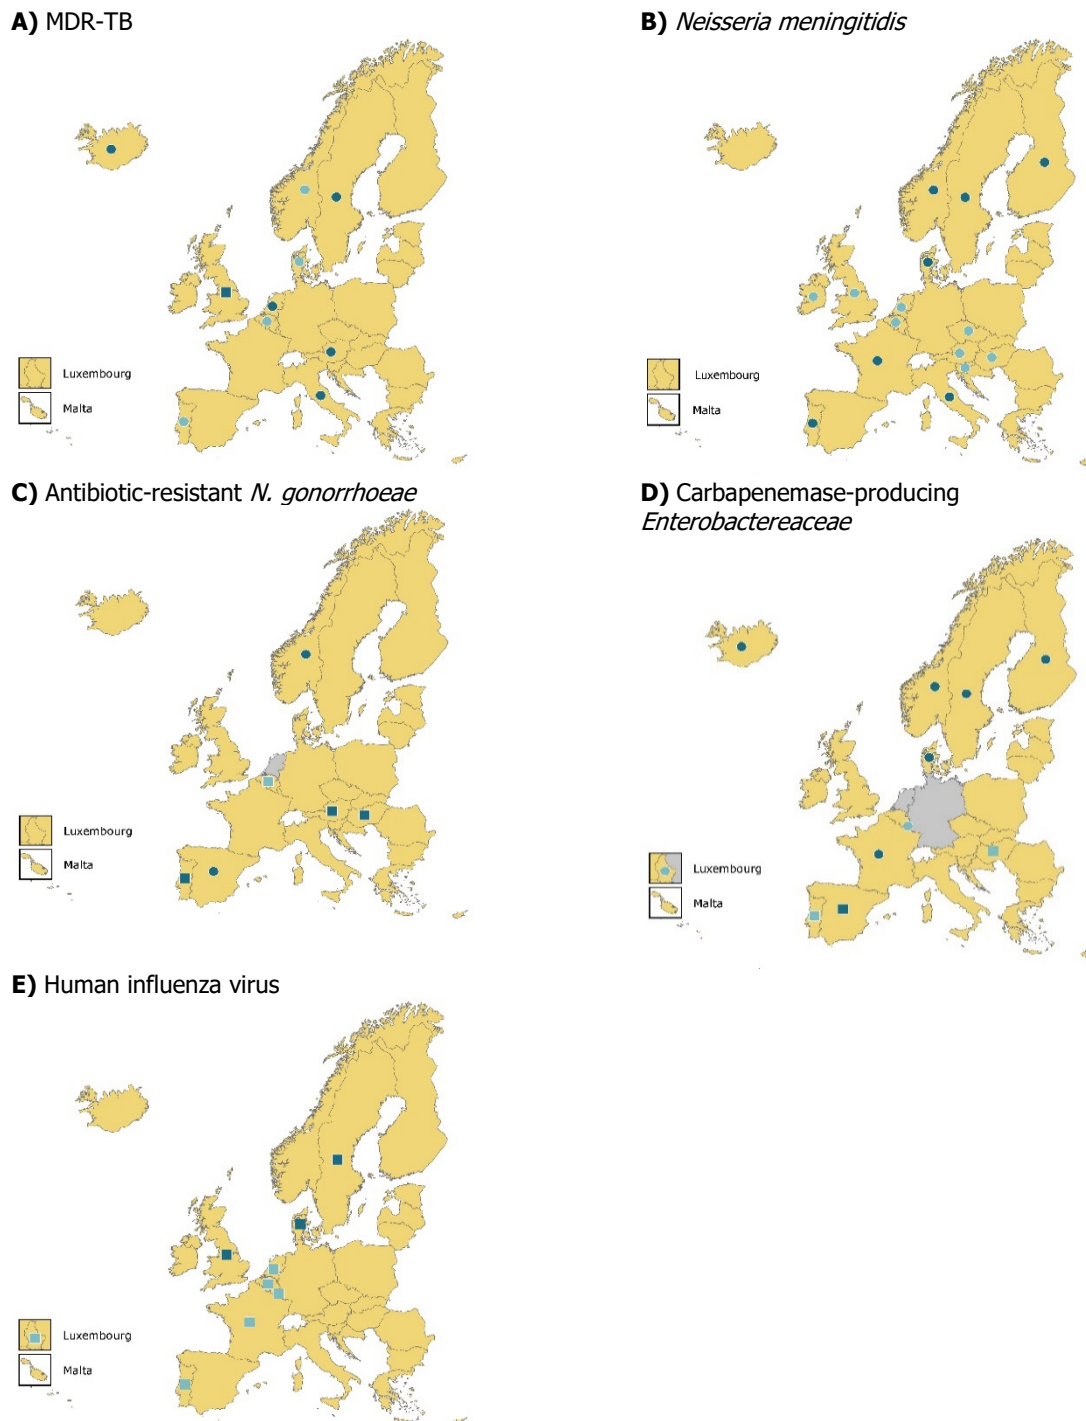 A) MDR-TB
B) Neisseria meningitidis
Luxembourg
Malta
Luxembourg
Malta
C) Antibiotic-resistant N. gonorrhoeae
D) Carbapenemase-producing
Enterobactereaceae
Luxembourg
Malta
Luxembourg
Malta
E) Human influenza virus
Luxembourg
Malta